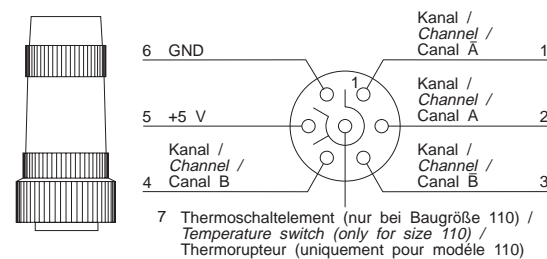 6 GND
5 +5 V
Kanal /
Channel /
4 Canal B
1
Kanal /
Channel /
Canal A̅ 1
Kanal /
Channel /
Canal A 2
Kanal /
Channel /
Canal B̅ 3
7 Thermoschaltelement (nur bei Baugröße 110) /
Temperature switch (only for size 110) /
Thermorupteur (uniquement pour modéle 110)